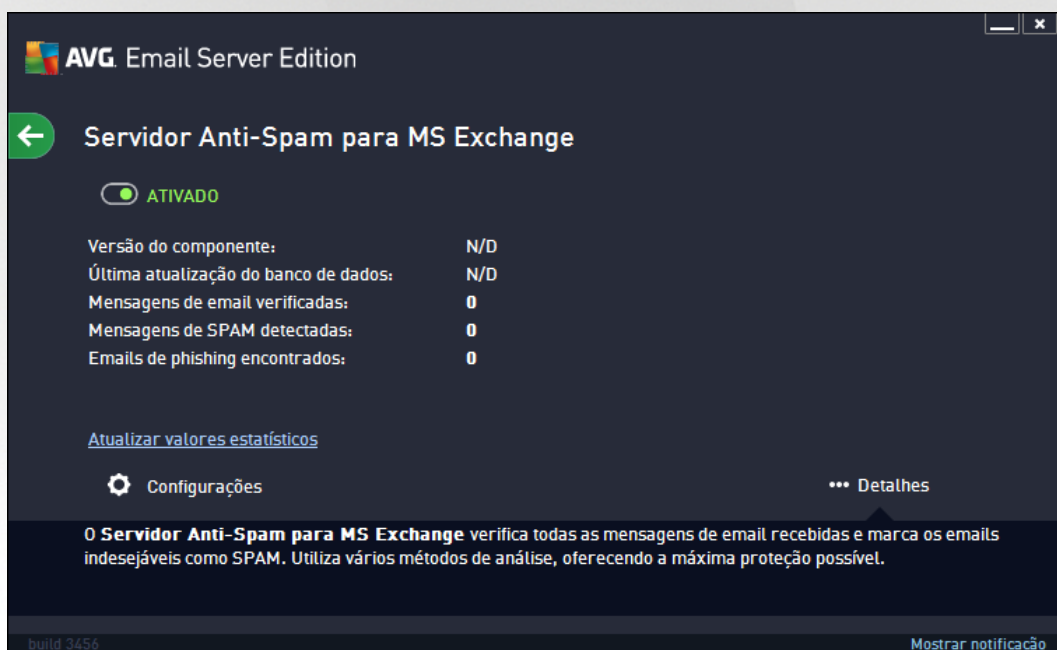 AVG. Email Server Edition
Servidor Anti-Spam para MS Exchange
ATIVADO
Versão do componente: N/D
Última atualização do banco de dados: N/D
Mensagens de email verificadas: 0
Mensagens de SPAM detectadas: 0
Emails de phishing encontrados: 0
Atualizar valores estatísticos
Configurações
••• Detalhes
O Servidor Anti-Spam para MS Exchange verifica todas as mensagens de email recebidas e marca os emails
indesejáveis como SPAM. Utiliza vários métodos de análise, oferecendo a máxima proteção possível.
build 3456
Mostrar notificação